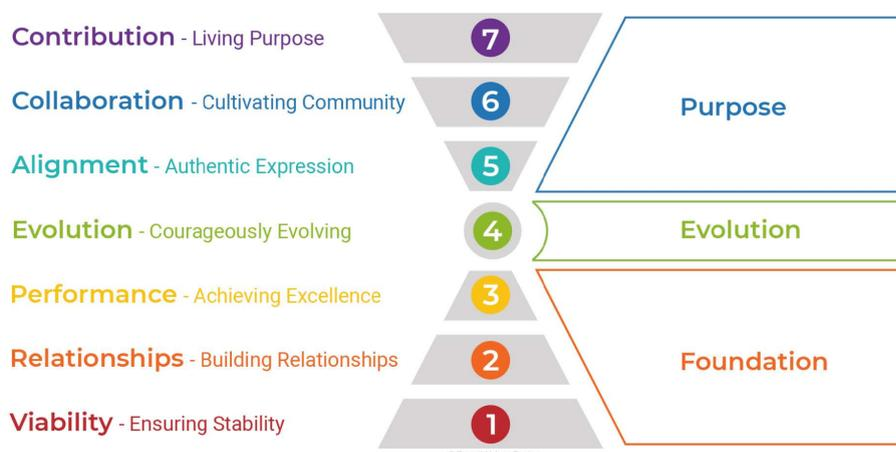 Contribution - Living Purpose
7
Collaboration - Cultivating Community
6
Purpose
Alignment - Authentic Expression
5
Evolution - Courageously Evolving
4
Evolution
Performance - Achieving Excellence
3
Relationships - Building Relationships
2
Foundation
Viability - Ensuring Stability
1